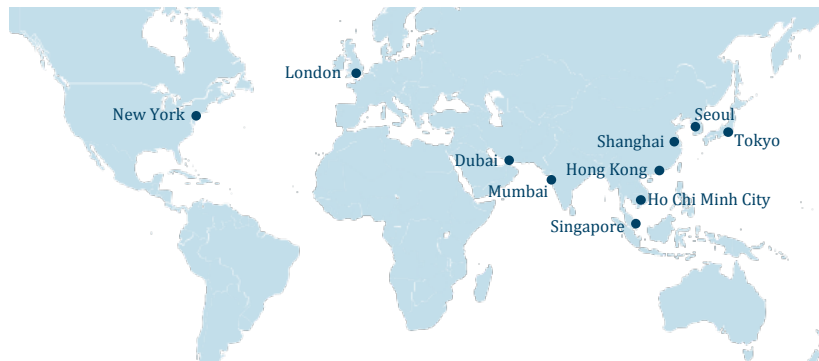 London
New York
Seoul
Shanghai
Tokyo
Dubai
Hong Kong
Mumbai
Ho Chi Minh City
Singapore